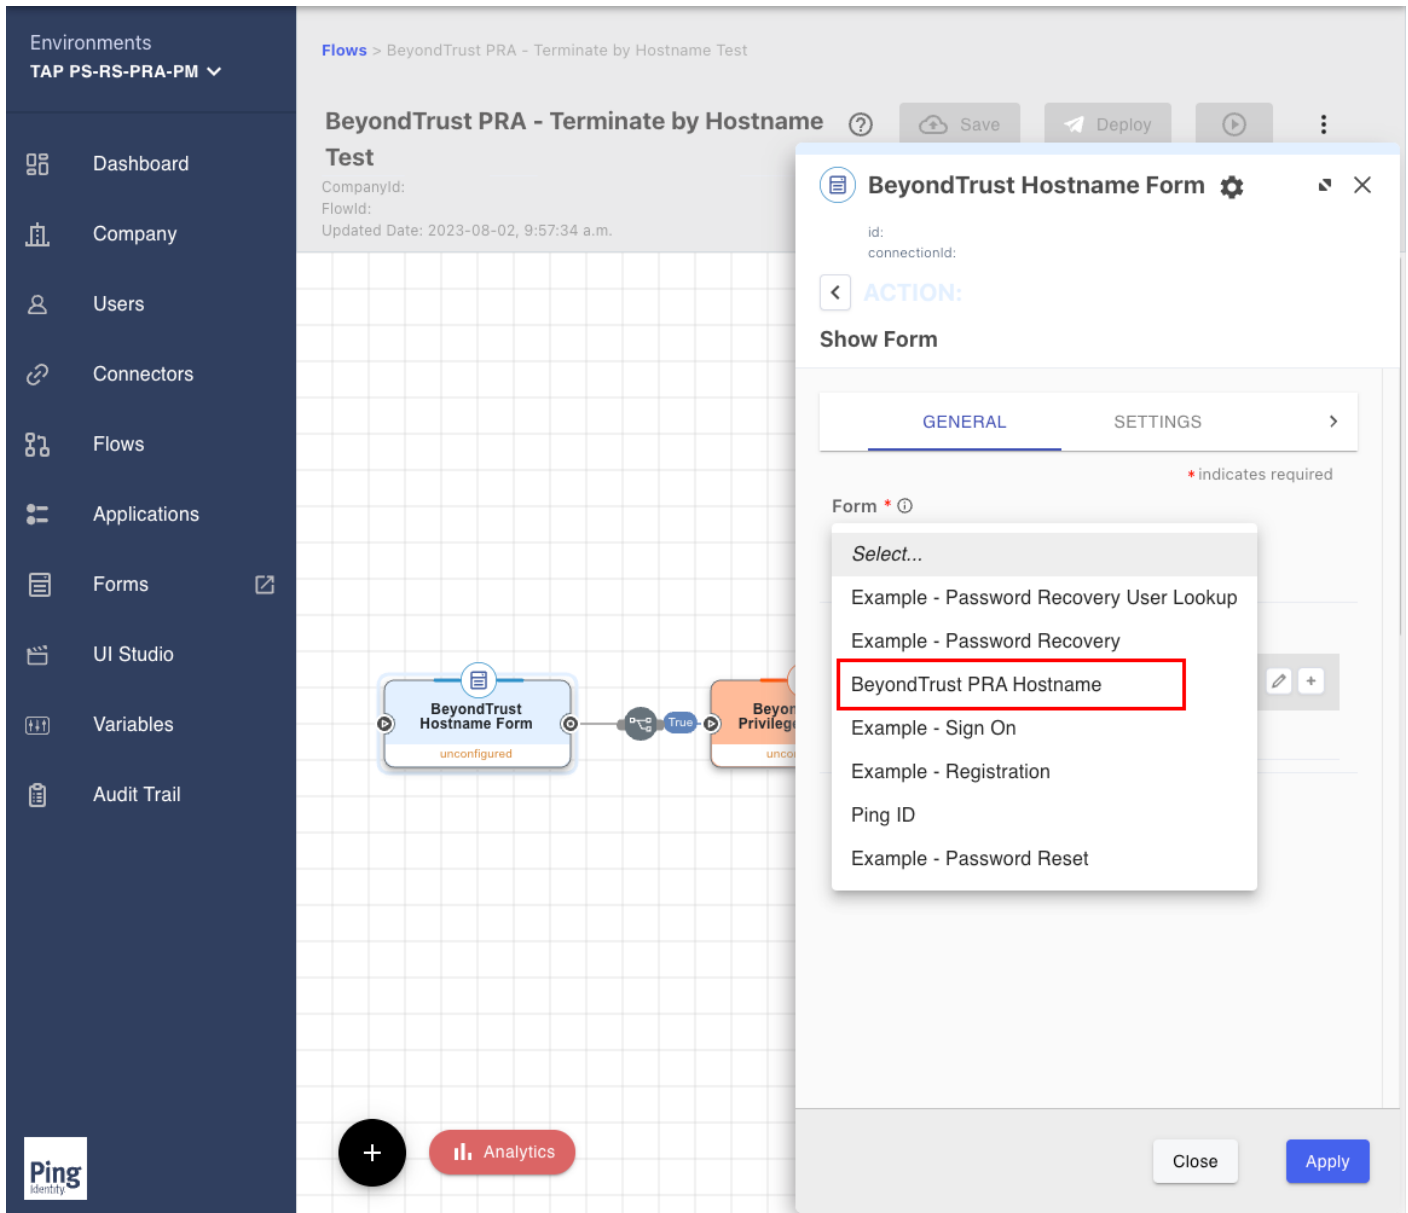 Environments
TAP PS-RS-PRA-PM
Dashboard
Company
Users
Connectors
Flows
Applications
Forms
UI Studio
Variables
Audit Trail
Ping
Identity.
Flows > BeyondTrust PRA - Terminate by Hostname Test
BeyondTrust PRA - Terminate by Hostname
Test
CompanyId:
FlowId:
Updated Date: 2023-08-02, 9:57:34 a.m.
Save
Deploy
BeyondTrust
Hostname Form
unconfigured
True
Beyon
Privileg
unco
Analytics
BeyondTrust Hostname Form
id:
connectionId:
ACTION:
Show Form
GENERAL
SETTINGS
* indicates required
Form *
Select...
Example - Password Recovery User Lookup
Example - Password Recovery
BeyondTrust PRA Hostname
Example - Sign On
Example - Registration
Ping ID
Example - Password Reset
Close
Apply